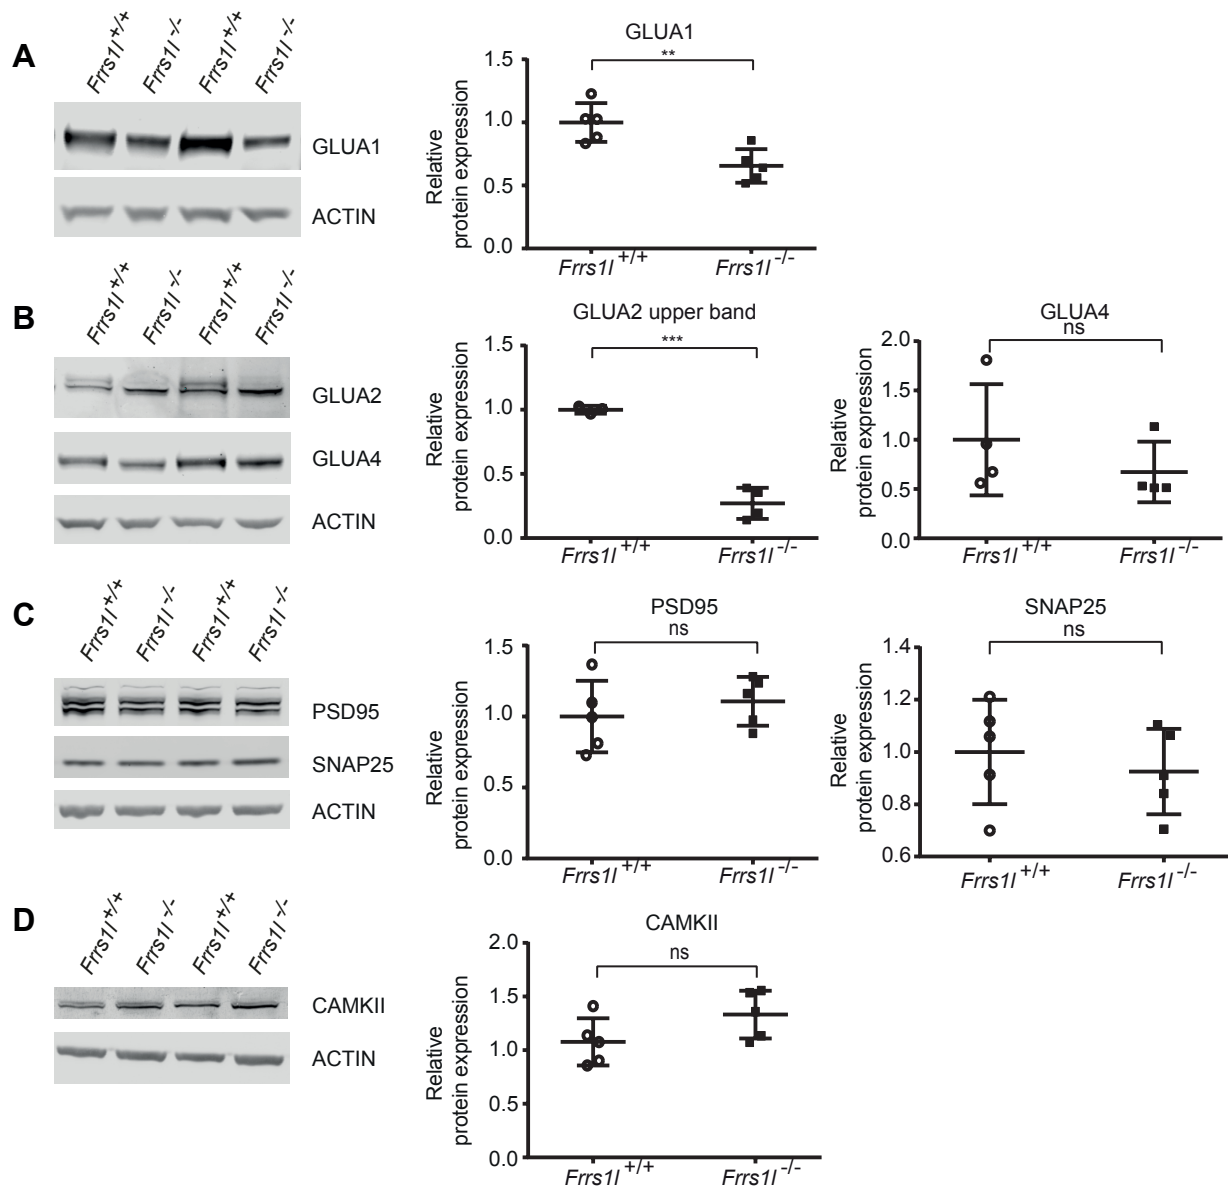 A
Frrs1l +/+ Frrs1l -/- Frrs1l +/+ Frrs1l -/-
GLUA1
ACTIN
GLUA1
**
Relative
protein expression
1.5
1.0
0.5
0.0
Frrs1l +/+ Frrs1l -/-
B
Frrs1l +/+ Frrs1l -/- Frrs1l +/+ Frrs1l -/-
GLUA2
GLUA4
ACTIN
GLUA2 upper band
***
Relative
protein expression
1.5
1.0
0.5
0.0
Frrs1l +/+ Frrs1l -/-
GLUA4
ns
Relative
protein expression
2.0
1.5
1.0
0.5
0.0
Frrs1l +/+ Frrs1l -/-
C
Frrs1l +/+ Frrs1l -/- Frrs1l +/+ Frrs1l -/-
PSD95
SNAP25
ACTIN
PSD95
ns
Relative
protein expression
1.5
1.0
0.5
0.0
Frrs1l +/+ Frrs1l -/-
SNAP25
ns
Relative
protein expression
1.4
1.2
1.0
0.8
0.6
Frrs1l +/+ Frrs1l -/-
D
Frrs1l +/+ Frrs1l -/- Frrs1l +/+ Frrs1l -/-
CAMKII
ACTIN
CAMKII
ns
Relative
protein expression
2.0
1.5
1.0
0.5
0.0
Frrs1l +/+ Frrs1l -/-